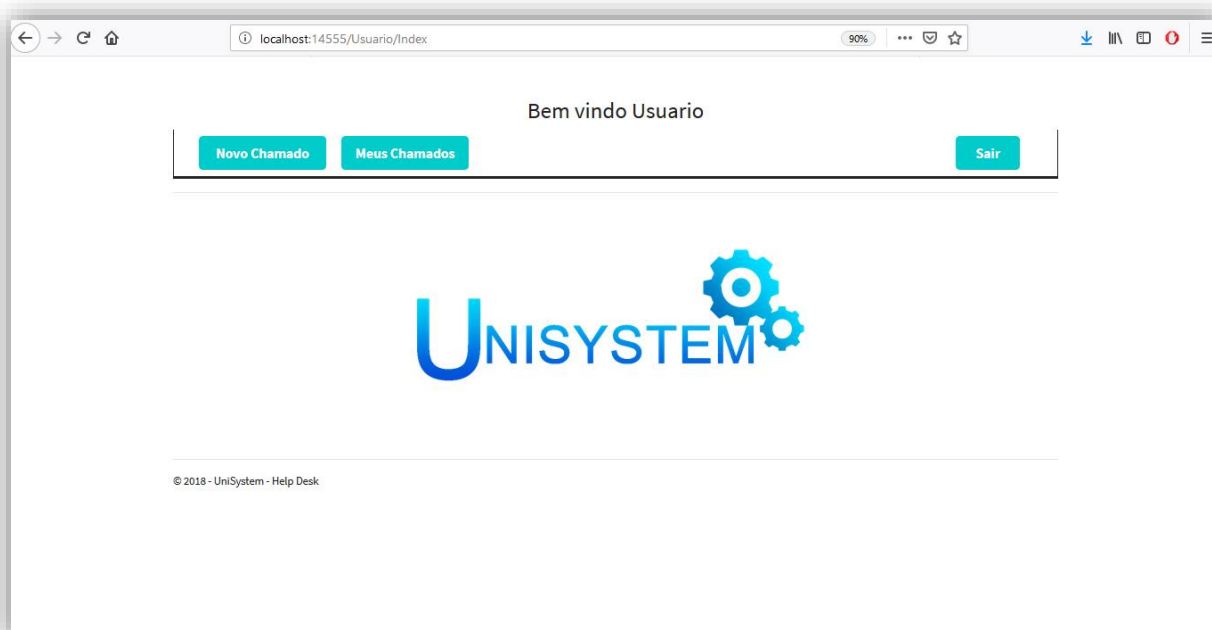 localhost:14555/Usuario/Index
90%
Bem vindo Usuario
Novo Chamado
Meus Chamados
Sair
UNISYSTEM
© 2018 - UniSystem - Help Desk